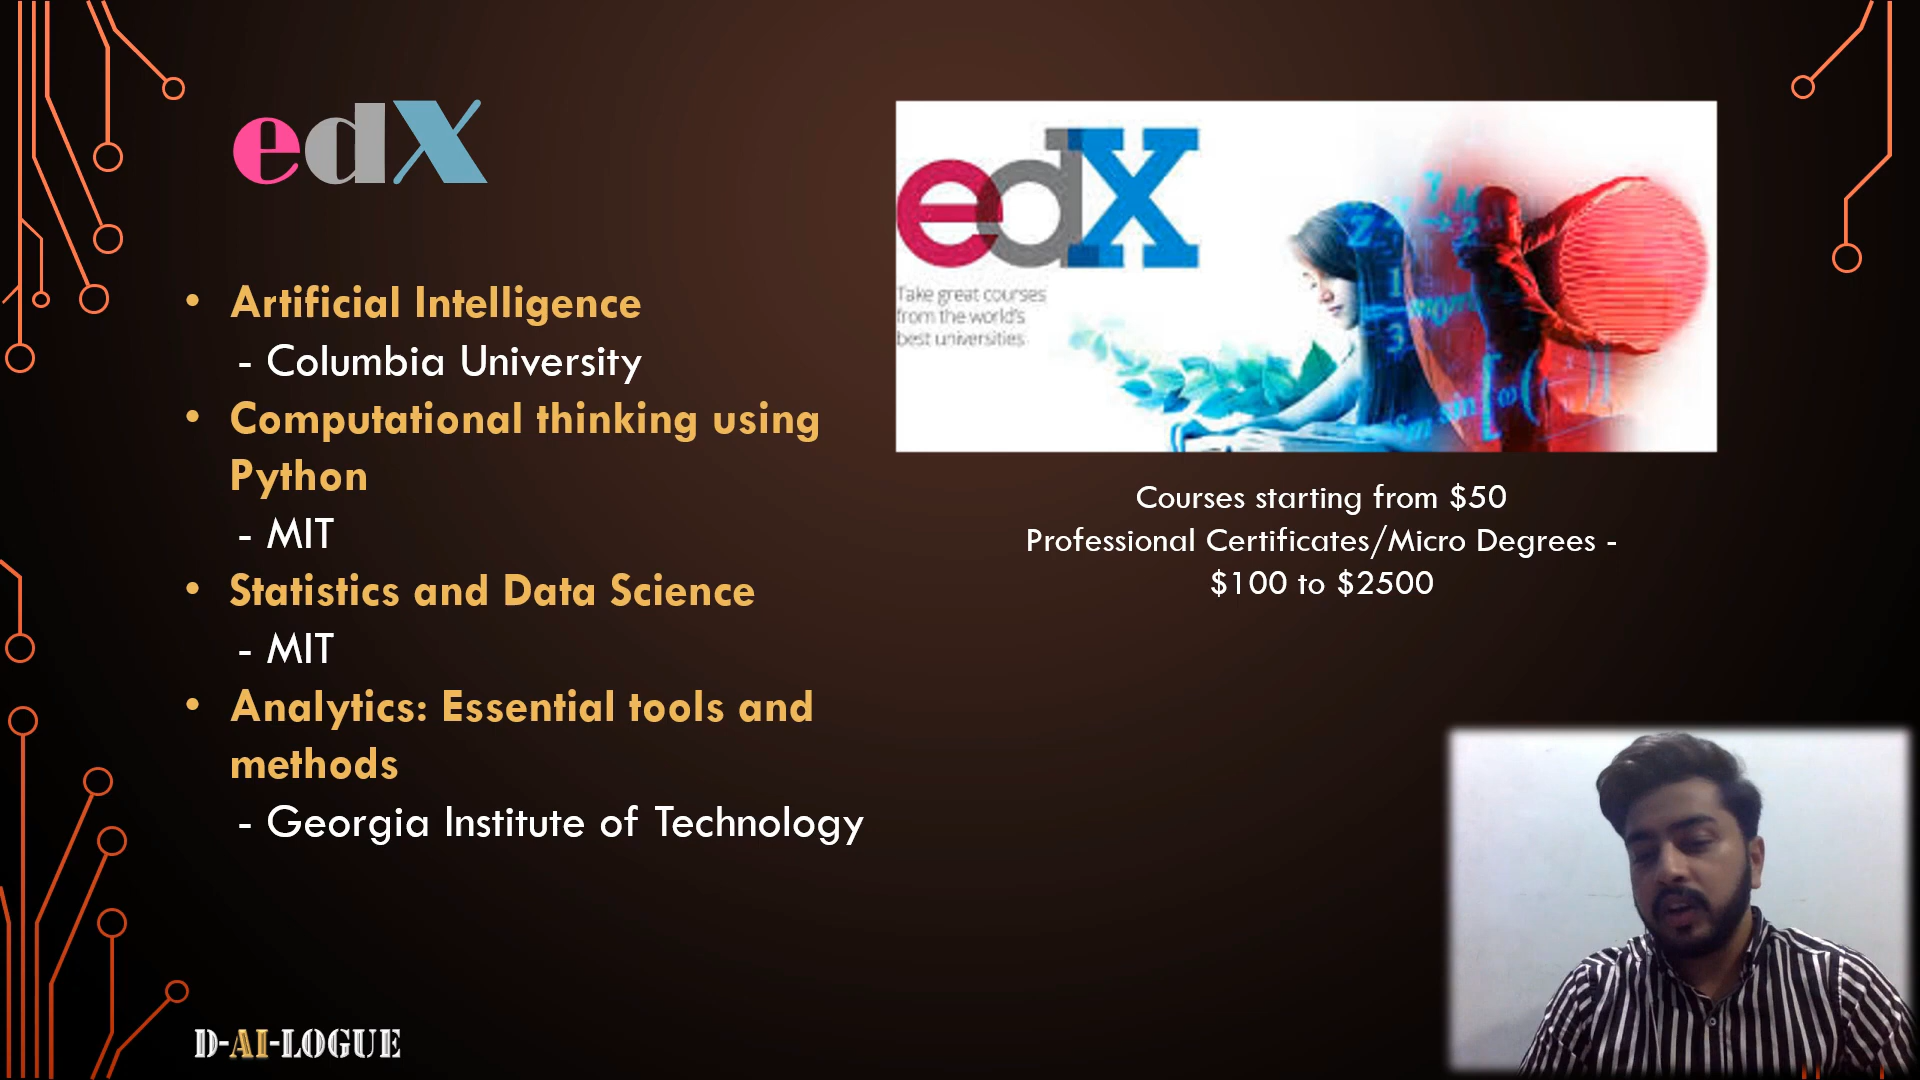 edX
• Artificial Intelligence
- Columbia University
• Computational thinking using
Python
- MIT
• Statistics and Data Science
- MIT
• Analytics: Essential tools and
methods
- Georgia Institute of Technology
edX
Take great courses
from the world's
best universities
Courses starting from $50
Professional Certificates/Micro Degrees -
$100 to $2500
D-AI-LOGUE